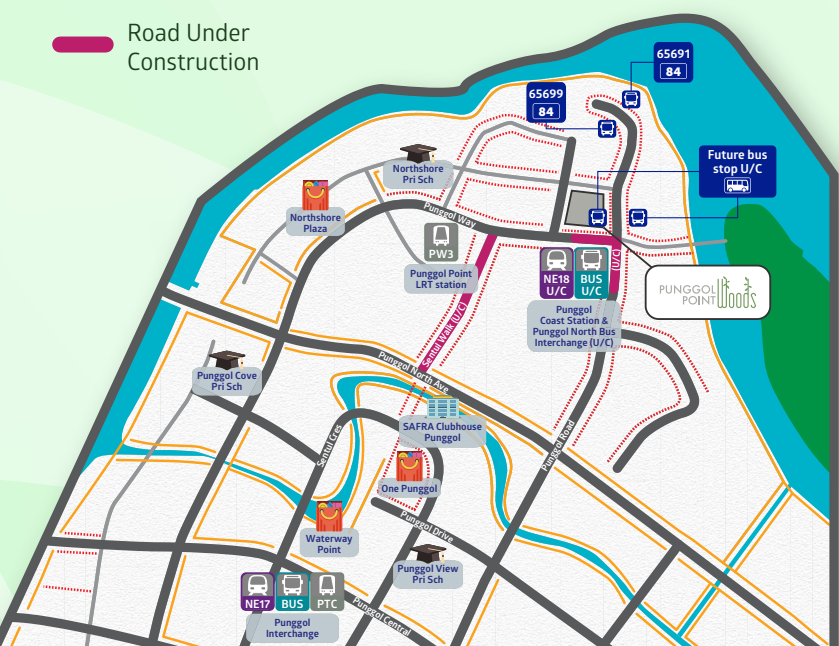 Road Under
Construction
65691
84
65699
84
Future bus
stop U/C
Northshore
Pri Sch
Northshore
Plaza
Punggol Way
PW3
Punggol Point
LRT station
NE18
U/C
BUS
U/C
(U/C)
PUNGGOL
POINT
Woods
Punggol
Coast Station &
Punggol North Bus
Interchange (U/C)
Sentul Walk (U/C)
Punggol North Ave
Punggol Cove
Pri Sch
SAFRA Clubhouse
Punggol
Sentul Cres
Punggol Road
One Punggol
Waterway
Point
Punggol Drive
Punggol View
Pri Sch
NE17
BUS
PTC
Punggol
Interchange
Punggol Central